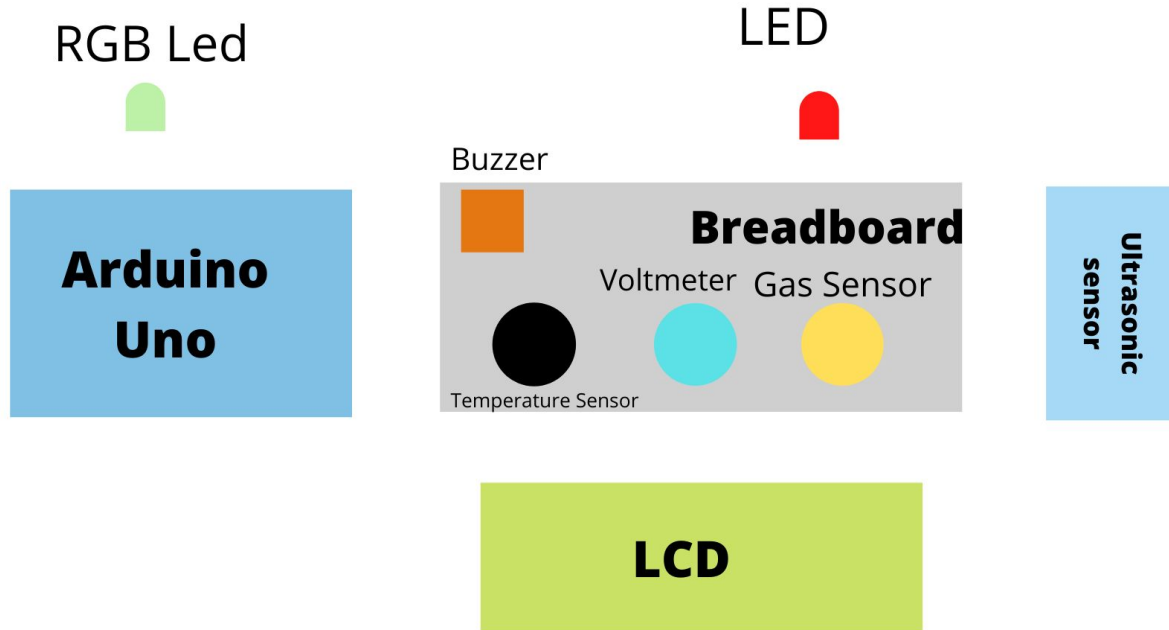 RGB Led
LED
Buzzer
Breadboard
Arduino
Uno
Voltmeter
Gas Sensor
Temperature Sensor
Ultrasonic
sensor
LCD